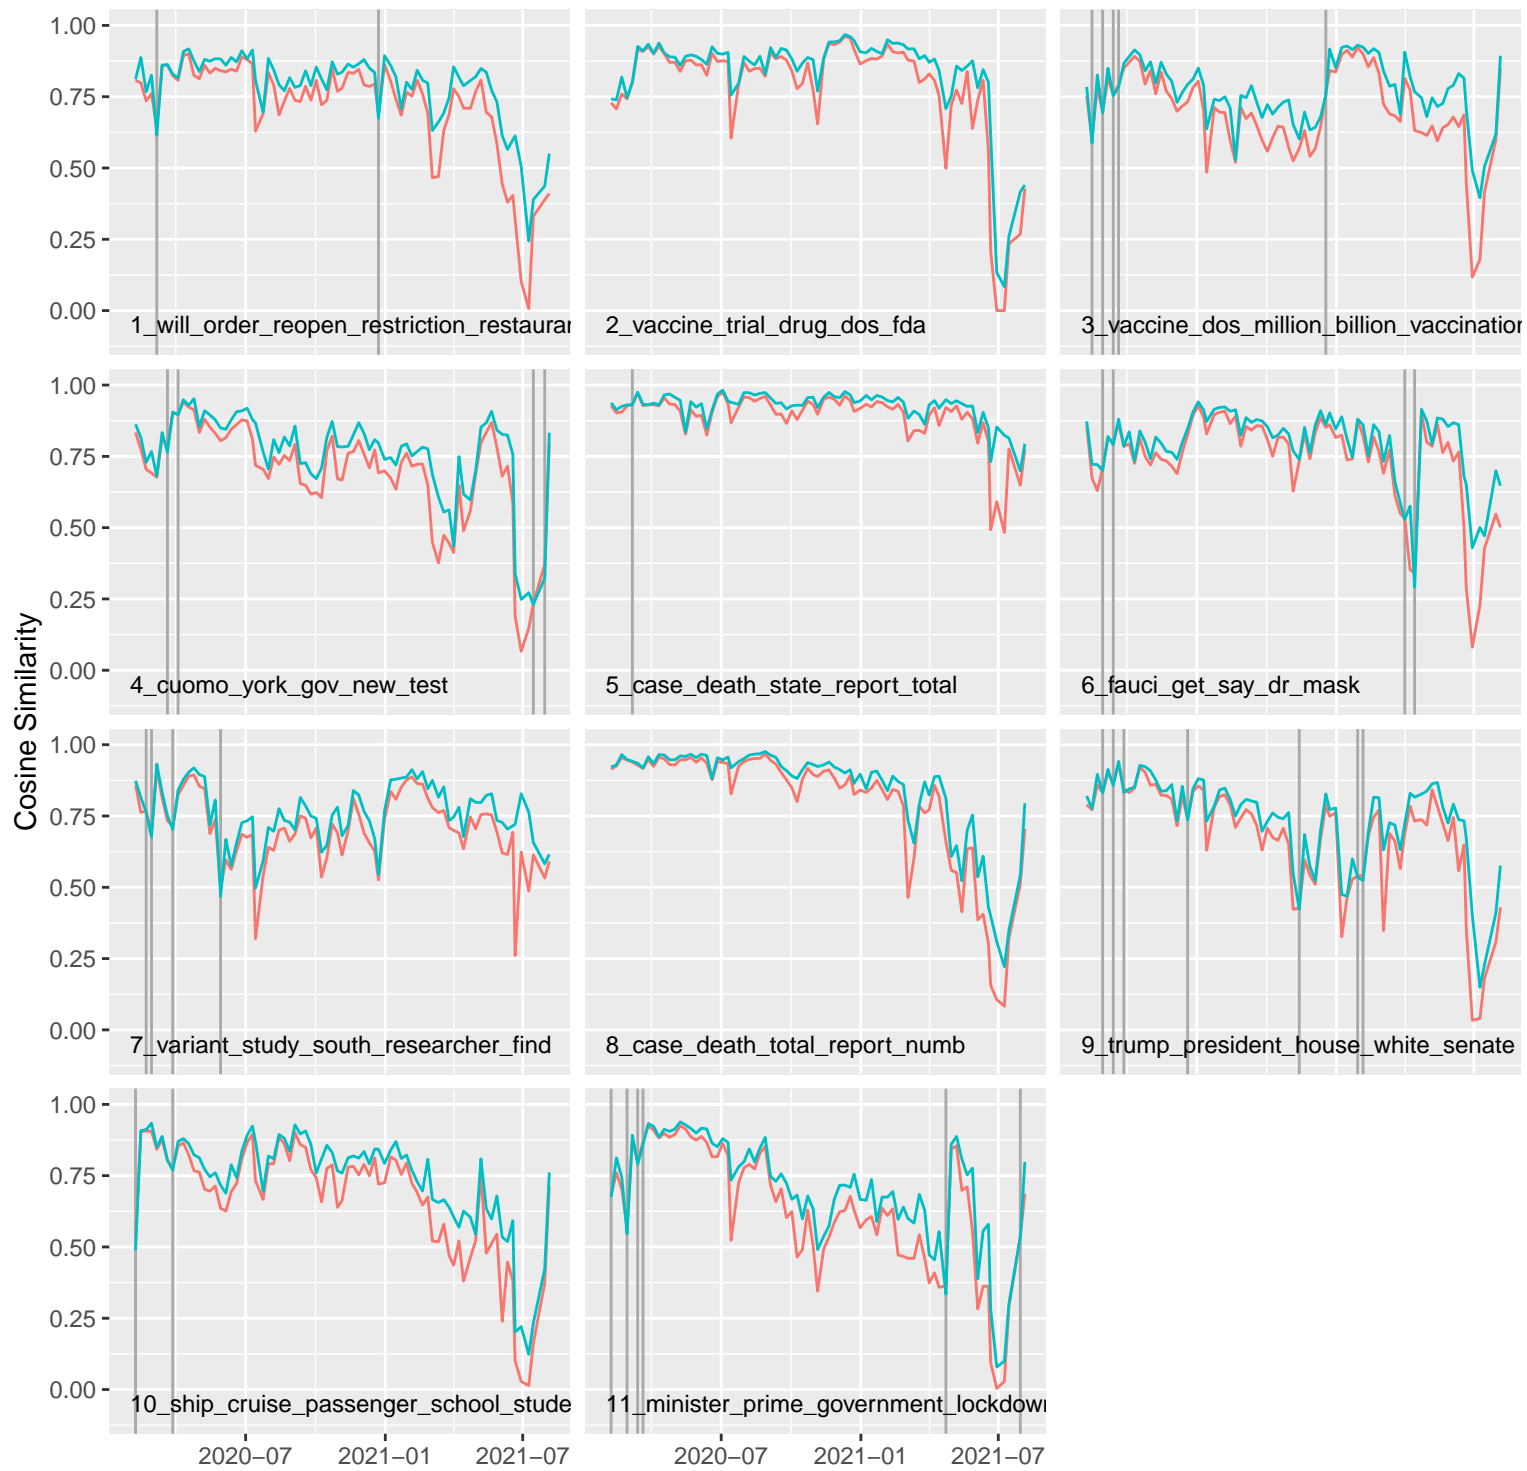 1.00
0.75
0.50
0.25
0.00
1_will_order_reopen_restriction_restauran
2_vaccine_trial_drug_dos_fda
3_vaccine_dos_million_billion_vaccination
1.00
0.75
0.50
0.25
0.00
4_cuomo_york_gov_new_test
5_case_death_state_report_total
6_fauci_get_say_dr_mask
Cosine Similarity
1.00
0.75
0.50
0.25
0.00
7_variant_study_south_researcher_find
8_case_death_total_report_numb
9_trump_president_house_white_senate
1.00
0.75
0.50
0.25
0.00
10_ship_cruise_passenger_school_stude
11_minister_prime_government_lockdown
2020−07 2021−01 2021−07
2020−07 2021−01 2021−07